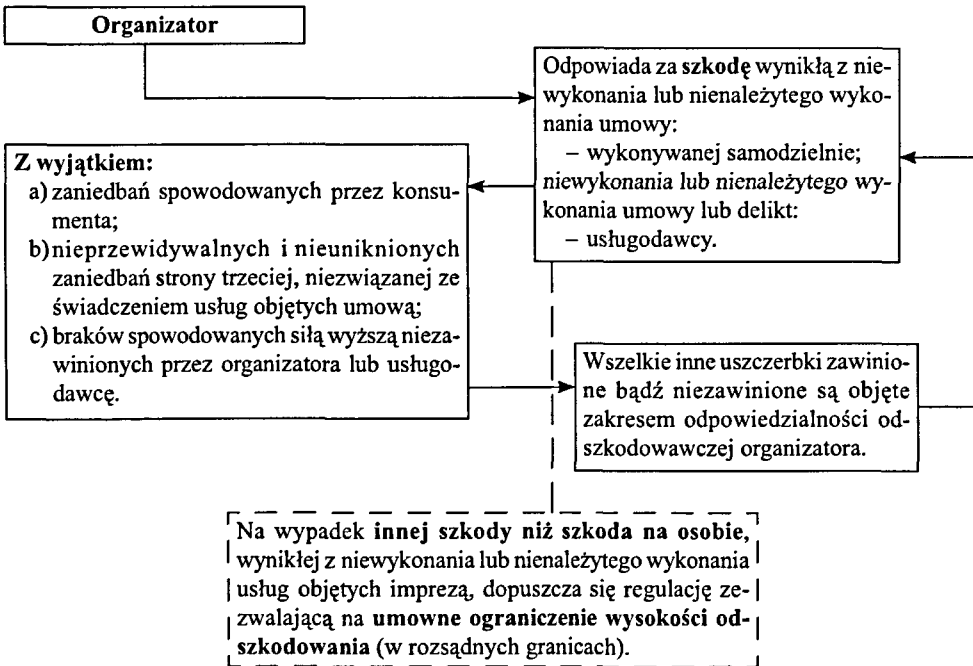 Organizator
Odpowiada za szkodę wynikłą z nie-
wykonania lub nienależytego wyko-
nania umowy:
– wykonywanej samodzielnie;
niewykonania lub nienależytego wy-
konania umowy lub delikt:
– usługodawcy.
Z wyjątkiem:
a) zaniedbań spowodowanych przez konsu-
menta;
b) nieprzewidywalnych i nieuniknionych
zaniedbań strony trzeciej, niezwiązanej ze
świadczeniem usług objętych umową;
c) braków spowodowanych siłą wyższą nieza-
winionych przez organizatora lub usługo-
dawcę.
Wszelkie inne uszczerbki zawinio-
ne bądź niezawinione są objęte
zakresem odpowiedzialności od-
szkodowawczej organizatora.
Na wypadek innej szkody niż szkoda na osobie,
wynikłej z niewykonania lub nienależytego wykonania
usług objętych imprezą, dopuszcza się regulację ze-
zwalającą na umowne ograniczenie wysokości od-
szkodowania (w rozsądnych granicach).